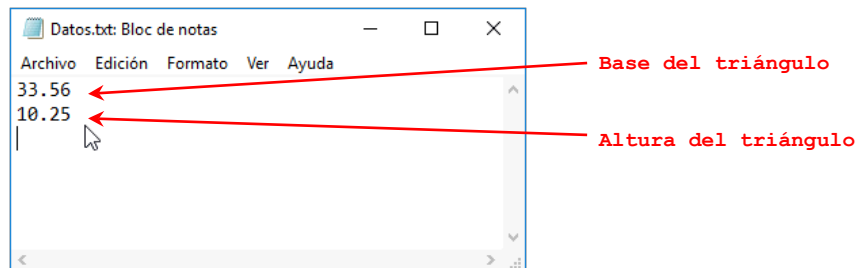 Datos.txt: Bloc de notas
Archivo Edición Formato Ver Ayuda
33.56
10.25
Base del triángulo
Altura del triángulo